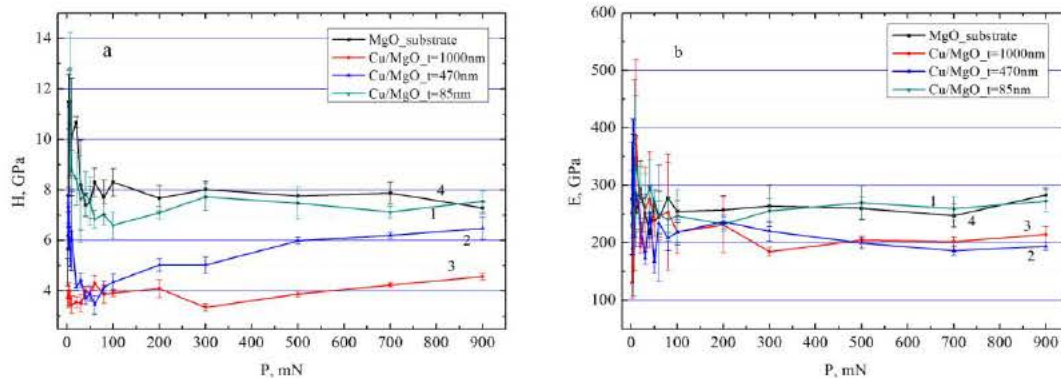 a
MgO_substrate
Cu/MgO_t=1000nm
Cu/MgO_t=470nm
Cu/MgO_t=85nm
14
12
10
8
6
4
H, GPa
4
1
2
3
0 100 200 300 400 500 600 700 800 900
P, mN
b
MgO_substrate
Cu/MgO_t=1000nm
Cu/MgO_t=470nm
Cu/MgO_t=85nm
600
500
400
300
200
100
E, GPa
1
4
3
2
0 100 200 300 400 500 600 700 800 900
P, mN